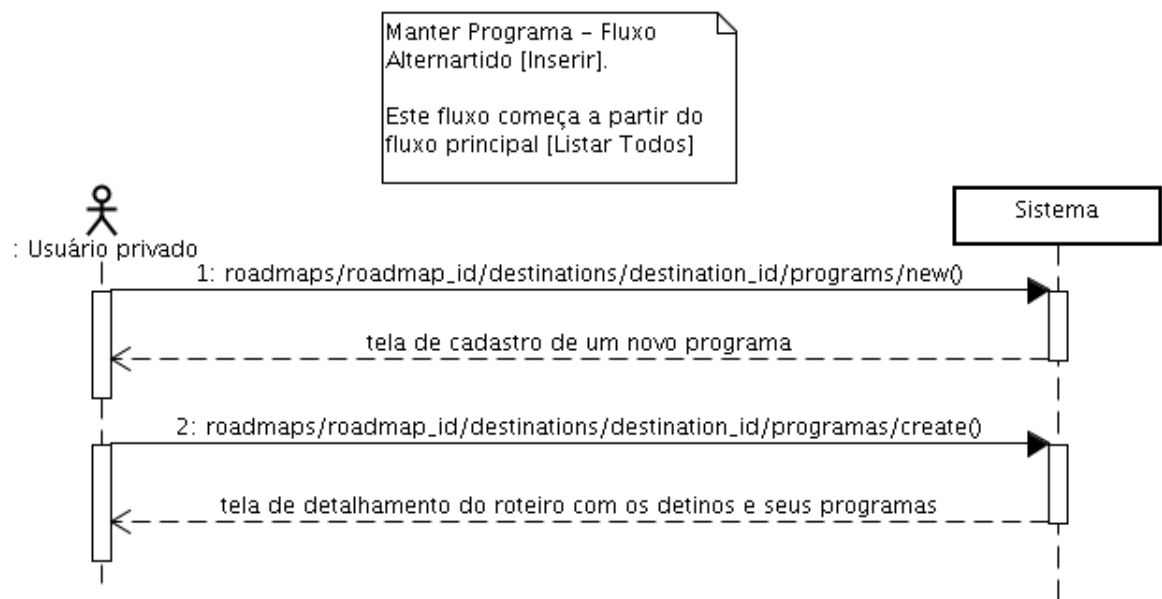 Manter Programa – Fluxo
Alternartido [Inserir].
Este fluxo começa a partir do
fluxo principal [Listar Todos]
Sistema
: Usuário privado
1: roadmaps/roadmap_id/destinations/destination_id/programs/new()
tela de cadastro de um novo programa
2: roadmaps/roadmap_id/destinations/destination_id/programas/create()
tela de detalhamento do roteiro com os detinos e seus programas